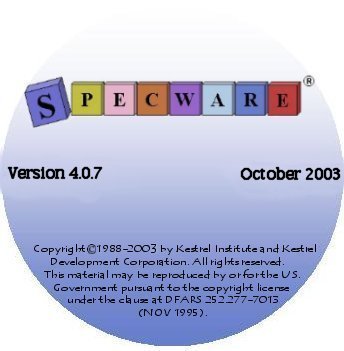 SPECWARE®
Version 4.0.7 October 2003
Copyright©1988-2003 by Kestrel Institute and Kestrel
Development Corporation. All rights reserved.
This material may be reproduced by or for the U.S.
Government pursuant to the copyright license
under the clause at DFARS 252.277-7013
(NOV 1995).